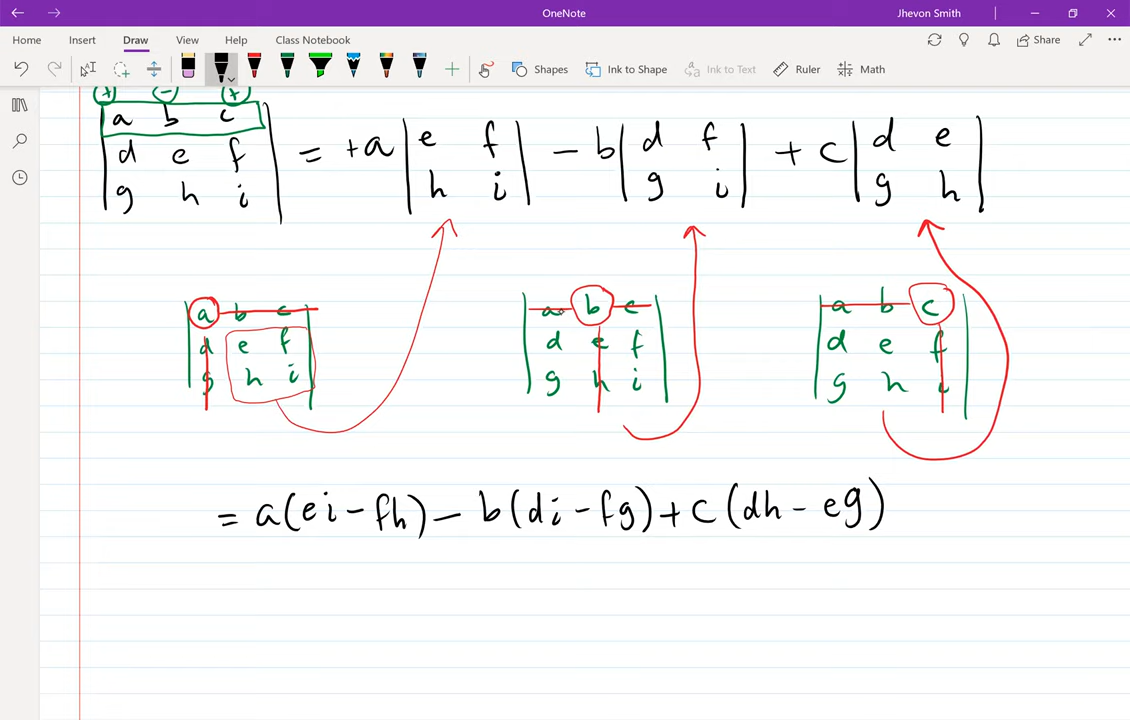 OneNote
Jhevon Smith
Home Insert Draw View Help Class Notebook
Share
Shapes Ink to Shape Ink to Text Ruler Math
+ − +
| a b c |
| d e f | = +a | e f | − b | d f | + c | d e |
| g h i | | h i | | g i | | g h |
| a b c | | a b c | | a b c |
| d e f | | d e f | | d e f |
| g h i | | g h i | | g h i |
= a(ei − fh) − b(di − fg) + c(dh − eg)